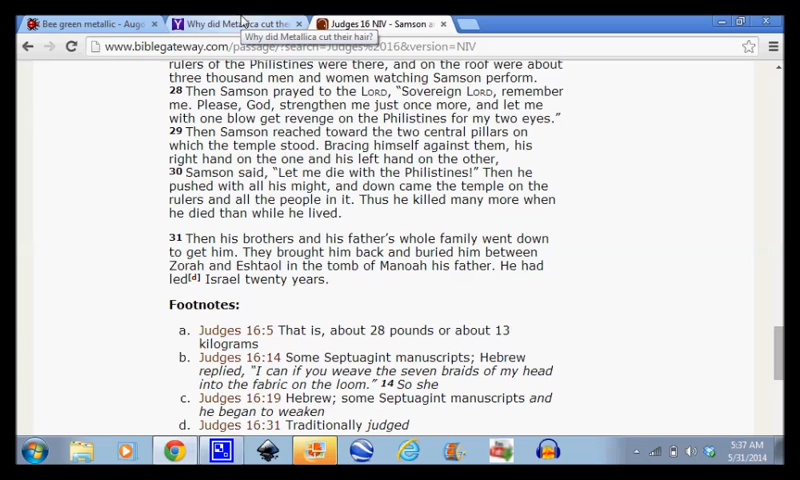 Bee green metallic - Augo
Why did Metallica cut thei
Judges 16 NIV - Samson a
Why did Metallica cut their hair?
www.biblegateway.com/passage/?search=Judges%2016&version=NIV
rulers of the Philistines were there, and on the roof were about
three thousand men and women watching Samson perform.
28 Then Samson prayed to the LORD, “Sovereign LORD, remember
me. Please, God, strengthen me just once more, and let me
with one blow get revenge on the Philistines for my two eyes.”
29 Then Samson reached toward the two central pillars on
which the temple stood. Bracing himself against them, his
right hand on the one and his left hand on the other,
30 Samson said, “Let me die with the Philistines!” Then he
pushed with all his might, and down came the temple on the
rulers and all the people in it. Thus he killed many more when
he died than while he lived.
31 Then his brothers and his father’s whole family went down
to get him. They brought him back and buried him between
Zorah and Eshtaol in the tomb of Manoah his father. He had
led[d] Israel twenty years.
Footnotes:
a. Judges 16:5 That is, about 28 pounds or about 13
kilograms
b. Judges 16:14 Some Septuagint manuscripts; Hebrew
replied, “I can if you weave the seven braids of my head
into the fabric on the loom.” 14 So she
c. Judges 16:19 Hebrew; some Septuagint manuscripts and
he began to weaken
d. Judges 16:31 Traditionally judged
5:37 AM
5/31/2014